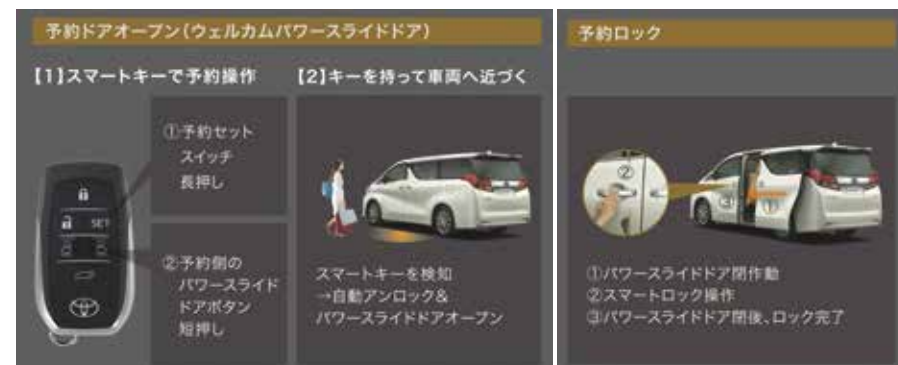 予約ドアオープン(ウェルカムパワースライドドア)
【1】スマートキーで予約操作
①予約セット
スイッチ
長押し
SET
②予約側の
パワースライド
ドアボタン
短押し
【2】キーを持って車両へ近づく
スマートキーを検知
→自動アンロック&
パワースライドドアオープン
予約ロック
②
③
①
①パワースライドドア閉作動
②スマートロック操作
③パワースライドドア閉後、ロック完了